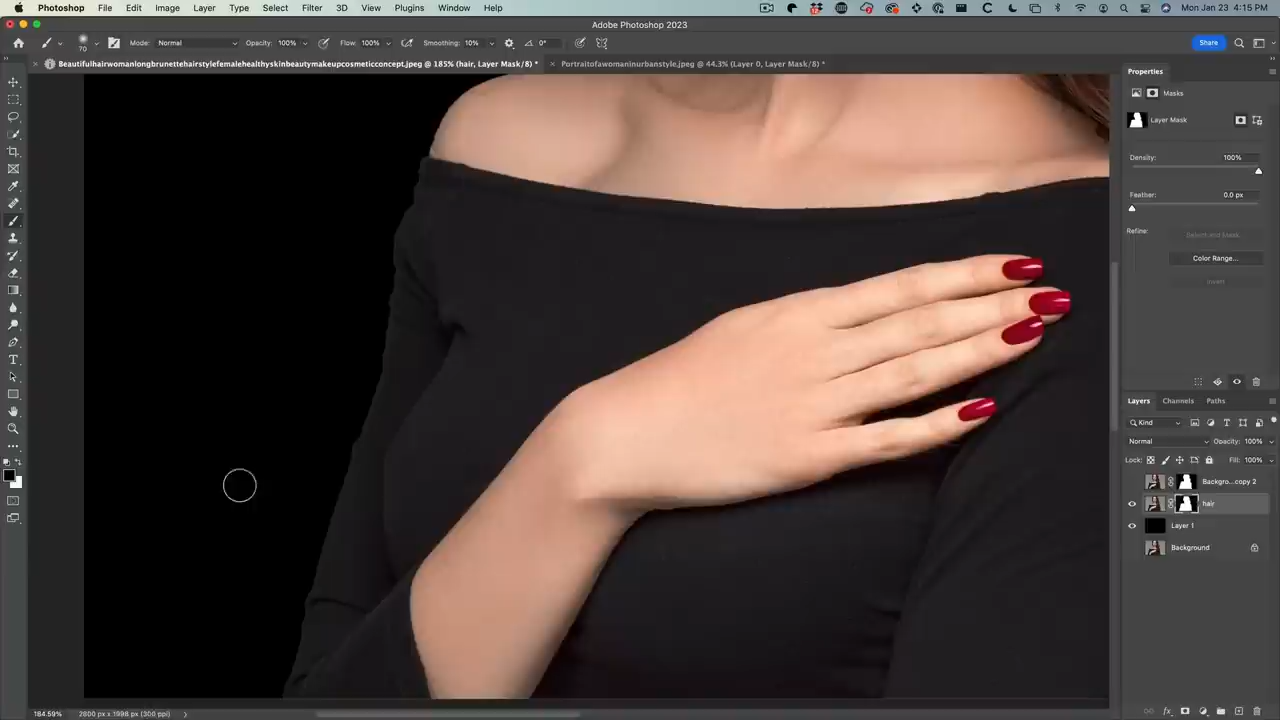 Photoshop File Edit Image Layer Type Select Filter 3D View Plugins Window Help Mon Jan 23 4:15 PM
Adobe Photoshop 2023
70 Mode: Normal Opacity: 100% Flow: 100% Smoothing: 10% 0° Share
Beautifulhairwomanlongbrunettehairstylefemalehealthyskinbeautymakeupcosmeticconcept.jpeg @ 185% (hair, Layer Mask/8) * Portraitofawomaninurbanstyle.jpeg @ 44.3% (Layer 0, Layer Mask/8) *
Properties
Masks
Layer Mask
Density: 100%
Feather: 0.0 px
Refine: Select and Mask...
Color Range...
Invert
Layers Channels Paths
Kind
Normal Opacity: 100%
Lock: Fill: 100%
Backgro...copy 2
hair
Layer 1
Background
184.59% 2800 px x 1996 px (300 ppi)